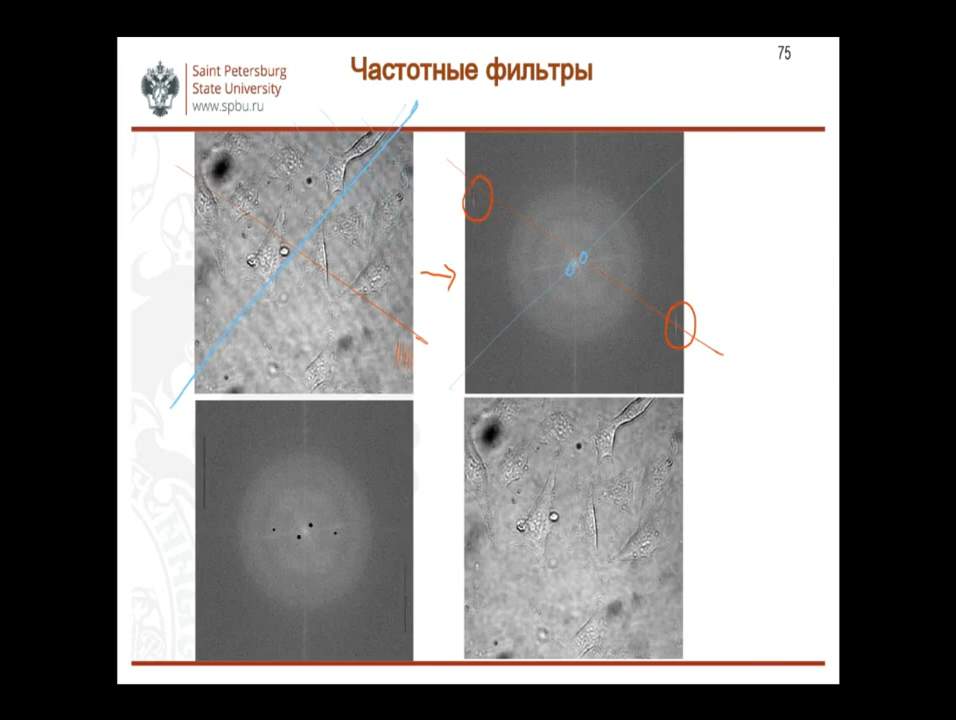 75
Saint Petersburg
State University
www.spbu.ru
Частотные фильтры